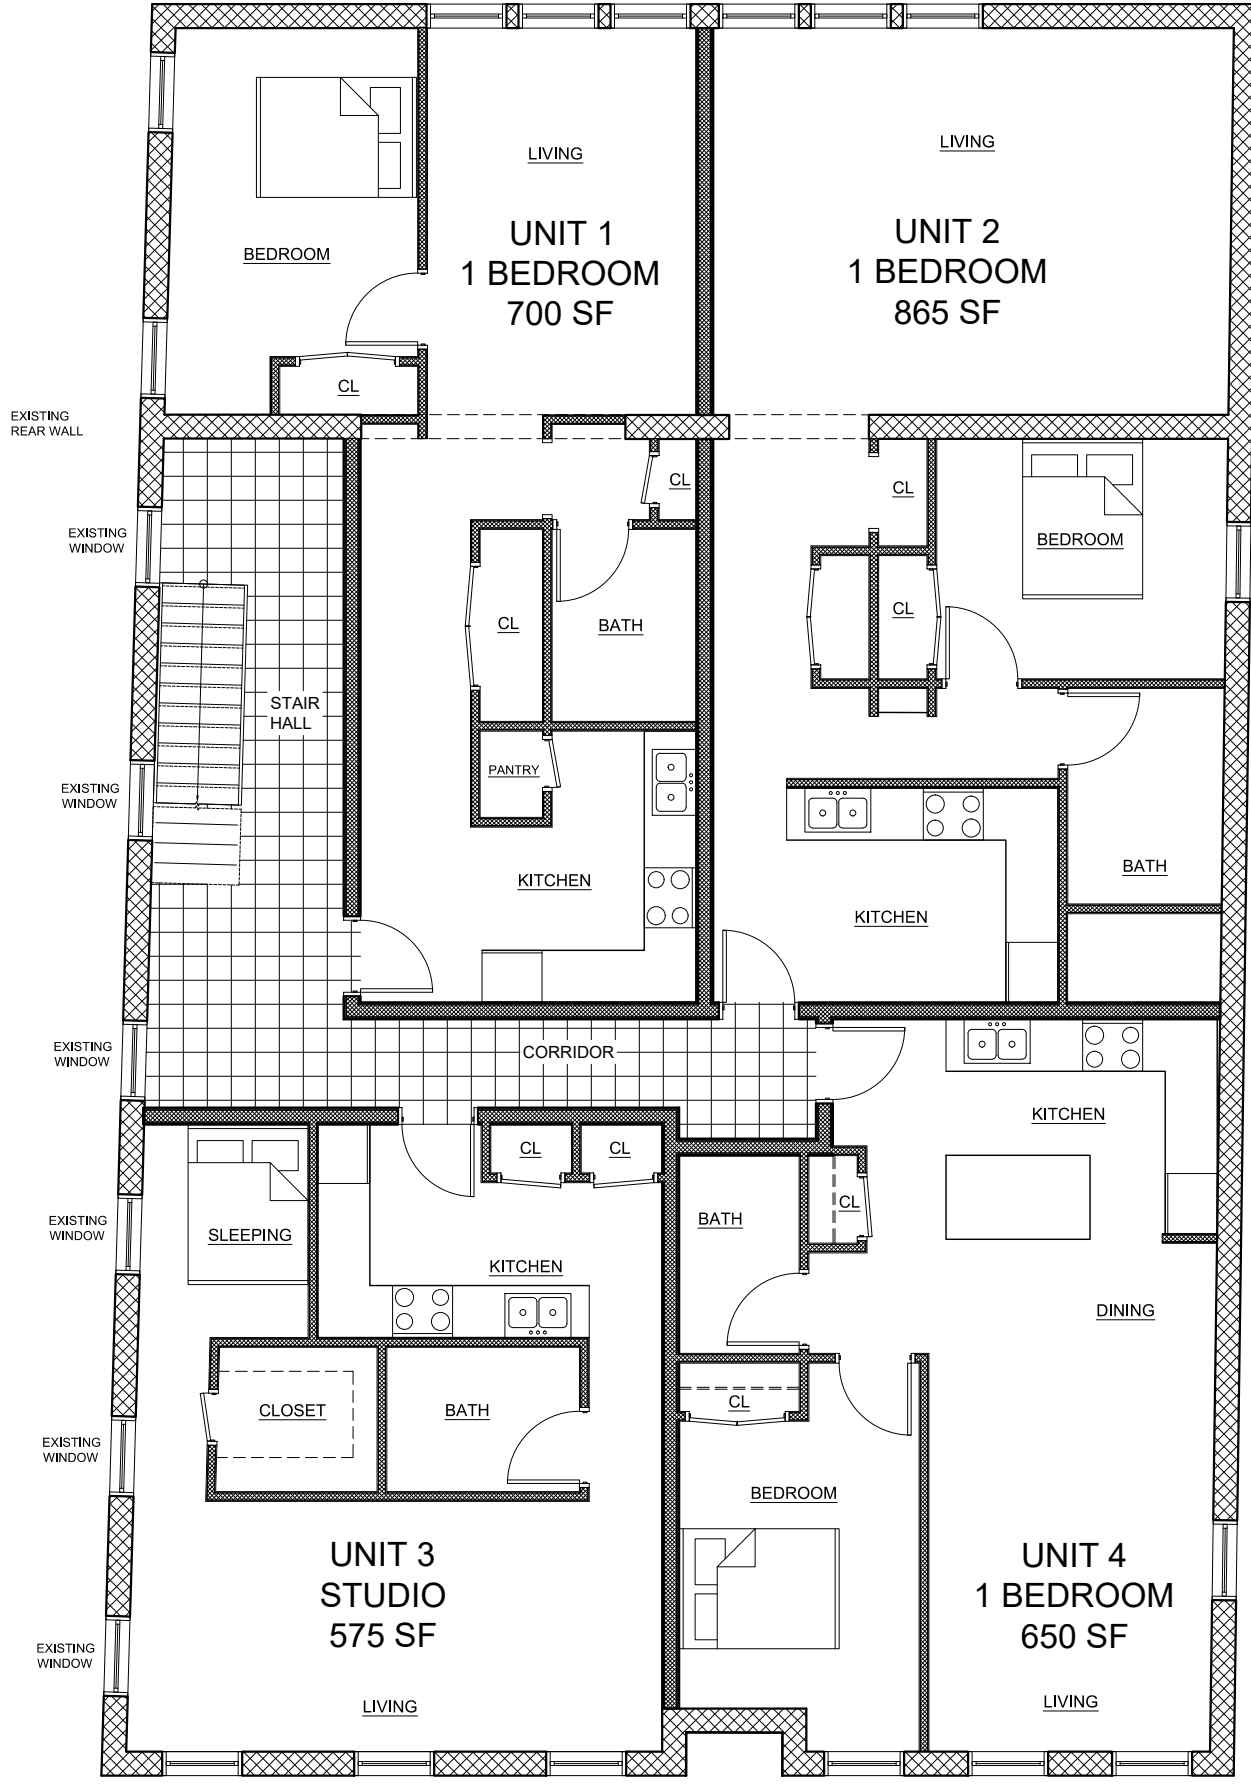 LIVING
LIVING
UNIT 1
1 BEDROOM
700 SF
UNIT 2
1 BEDROOM
865 SF
BEDROOM
CL
EXISTING
REAR WALL
CL
CL
EXISTING
WINDOW
BEDROOM
CL
CL
BATH
STAIR
HALL
PANTRY
EXISTING
WINDOW
KITCHEN
BATH
KITCHEN
EXISTING
WINDOW
CORRIDOR
KITCHEN
CL
CL
CL
BATH
EXISTING
WINDOW
SLEEPING
KITCHEN
DINING
CL
CLOSET
BATH
EXISTING
WINDOW
BEDROOM
UNIT 3
STUDIO
575 SF
UNIT 4
1 BEDROOM
650 SF
EXISTING
WINDOW
LIVING
LIVING